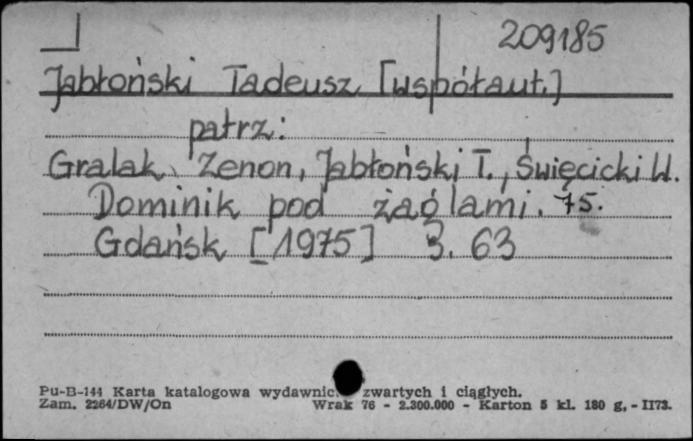 209185
Jabłoński Tadeusz [współaut.]
patrz:
Gralak Zenon, Jabłoński T., Święcicki W.
Dominik pod żaglami. 75.
Gdańsk [1975] 3. 63
Pu-B-144 Karta katalogowa wydawnic. zwartych i ciągłych.
Zam. 2264/DW/On Wrak 76 - 2.300.000 - Karton 5 kl. 180 g. - II73.